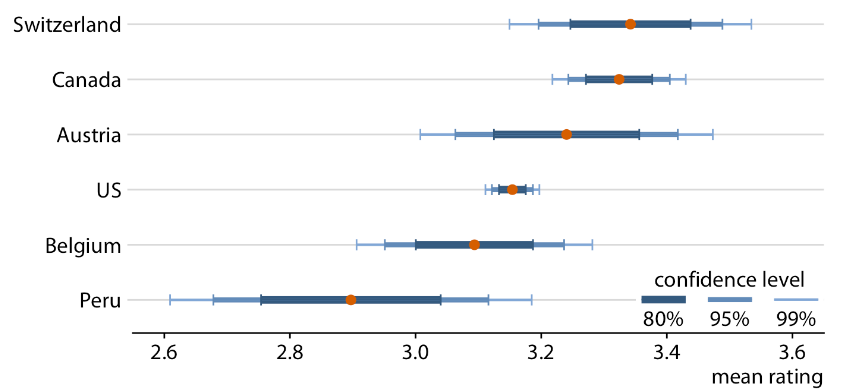 Switzerland
Canada
Austria
US
Belgium
Peru
confidence level
80% 95% 99%
2.6 2.8 3.0 3.2 3.4 3.6
mean rating